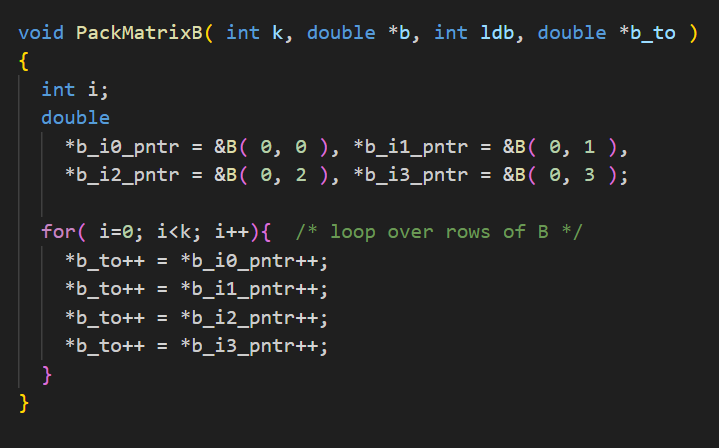 void PackMatrixB( int k, double *b, int ldb, double *b_to )
{
  int i;
  double
    *b_i0_pntr = &B( 0, 0 ), *b_i1_pntr = &B( 0, 1 ),
    *b_i2_pntr = &B( 0, 2 ), *b_i3_pntr = &B( 0, 3 );

  for( i=0; i<k; i++){  /* loop over rows of B */
    *b_to++ = *b_i0_pntr++;
    *b_to++ = *b_i1_pntr++;
    *b_to++ = *b_i2_pntr++;
    *b_to++ = *b_i3_pntr++;
  }
}